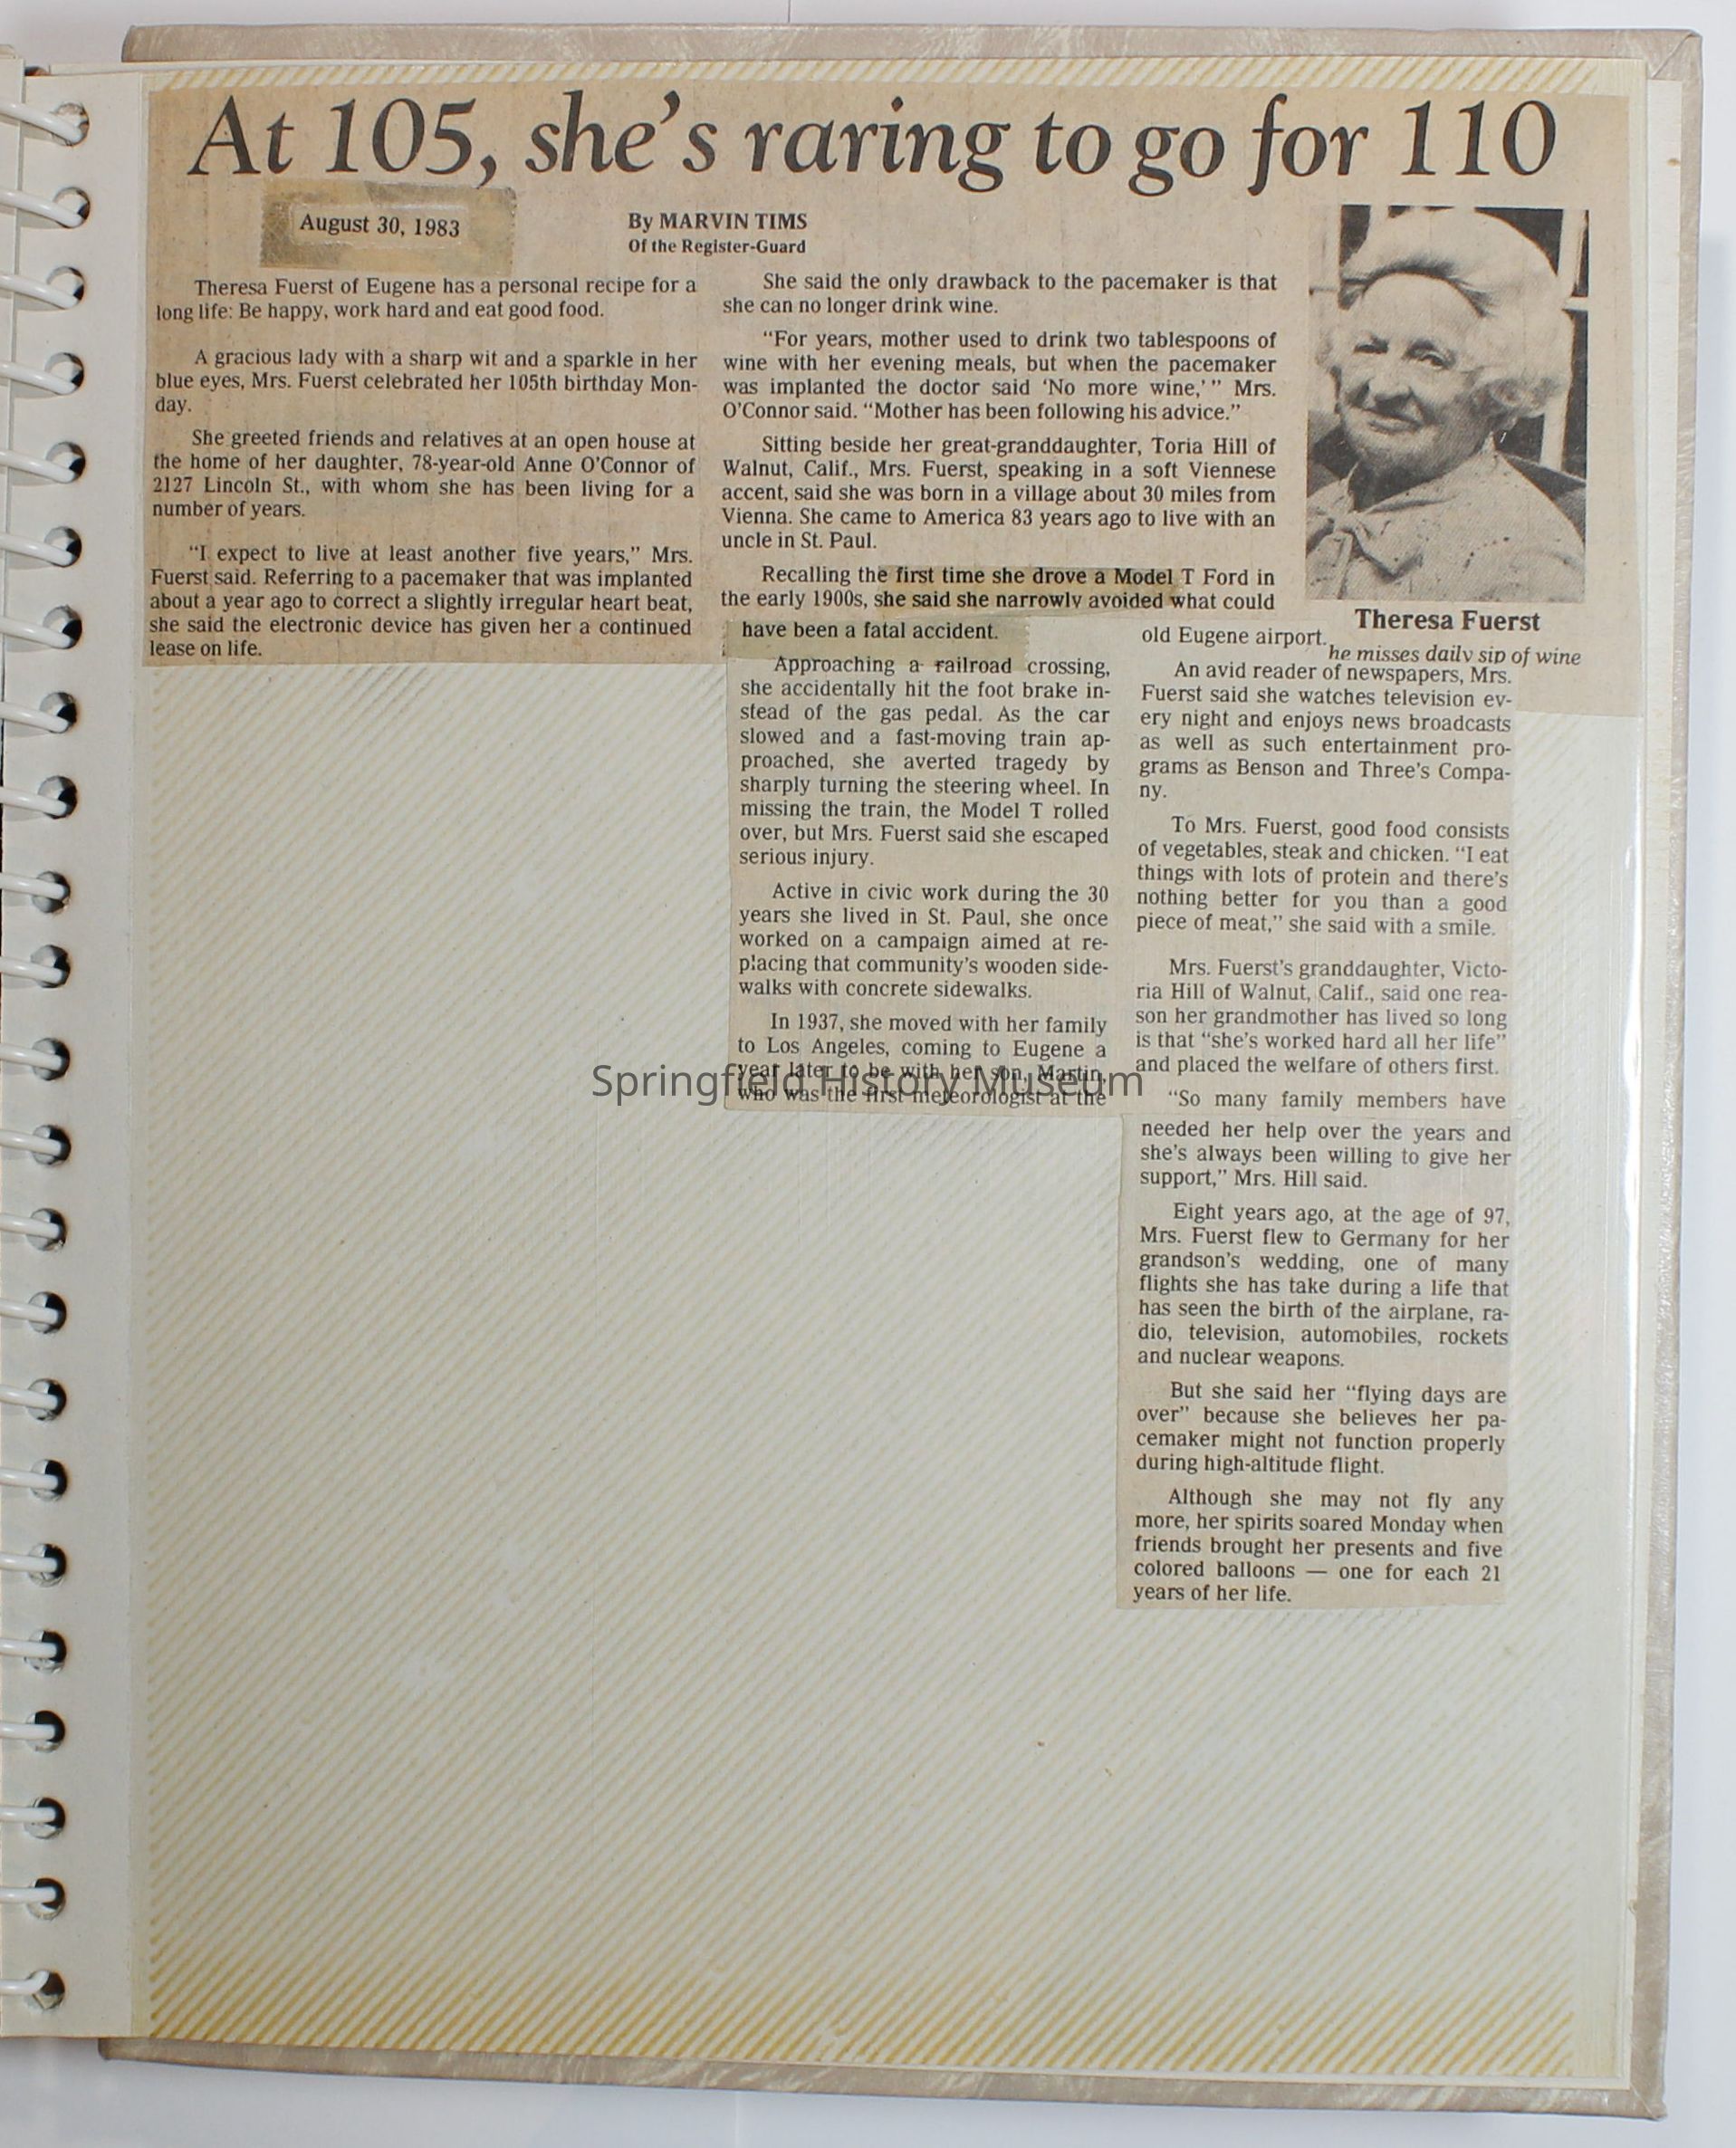 At 105, she's raring to go for 110
August 30, 1983
By MARVIN TIMS
Of the Register-Guard
Theresa Fuerst of Eugene has a personal recipe for a
long life: Be happy, work hard and eat good food.
A gracious lady with a sharp wit and a sparkle in her
blue eyes, Mrs. Fuerst celebrated her 105th birthday Mon-
day.
She greeted friends and relatives at an open house at
the home of her daughter, 78-year-old Anne O'Connor of
2127 Lincoln St., with whom she has been living for a
number of years.
"I expect to live at least another five years," Mrs.
Fuerst said. Referring to a pacemaker that was implanted
about a year ago to correct a slightly irregular heart beat,
she said the electronic device has given her a continued
lease on life.
She said the only drawback to the pacemaker is that
she can no longer drink wine.
"For years, mother used to drink two tablespoons of
wine with her evening meals, but when the pacemaker
was implanted the doctor said 'No more wine,'" Mrs.
O'Connor said. "Mother has been following his advice."
Sitting beside her great-granddaughter, Toria Hill of
Walnut, Calif., Mrs. Fuerst, speaking in a soft Viennese
accent, said she was born in a village about 30 miles from
Vienna. She came to America 83 years ago to live with an
uncle in St. Paul.
Recalling the first time she drove a Model T Ford in
the early 1900s, she said she narrowly avoided what could
have been a fatal accident.
Approaching a railroad crossing,
she accidentally hit the foot brake in-
stead of the gas pedal. As the car
slowed and a fast-moving train ap-
proached, she averted tragedy by
sharply turning the steering wheel. In
missing the train, the Model T rolled
over, but Mrs. Fuerst said she escaped
serious injury.
Active in civic work during the 30
years she lived in St. Paul, she once
worked on a campaign aimed at re-
placing that community's wooden side-
walks with concrete sidewalks.
In 1937, she moved with her family
to Los Angeles, coming to Eugene a
year later to be with her son, Martin,
who was the first meteorologist at the
Theresa Fuerst
he misses daily sip of wine
old Eugene airport.
An avid reader of newspapers, Mrs.
Fuerst said she watches television ev-
ery night and enjoys news broadcasts
as well as such entertainment pro-
grams as Benson and Three's Compa-
ny.
To Mrs. Fuerst, good food consists
of vegetables, steak and chicken. "I eat
things with lots of protein and there's
nothing better for you than a good
piece of meat," she said with a smile.
Mrs. Fuerst's granddaughter, Victo-
ria Hill of Walnut, Calif., said one rea-
son her grandmother has lived so long
is that "she's worked hard all her life"
and placed the welfare of others first.
"So many family members have
needed her help over the years and
she's always been willing to give her
support," Mrs. Hill said.
Eight years ago, at the age of 97,
Mrs. Fuerst flew to Germany for her
grandson's wedding, one of many
flights she has take during a life that
has seen the birth of the airplane, ra-
dio, television, automobiles, rockets
and nuclear weapons.
But she said her "flying days are
over" because she believes her pa-
cemaker might not function properly
during high-altitude flight.
Although she may not fly any
more, her spirits soared Monday when
friends brought her presents and five
colored balloons — one for each 21
years of her life.
Springfield History Museum